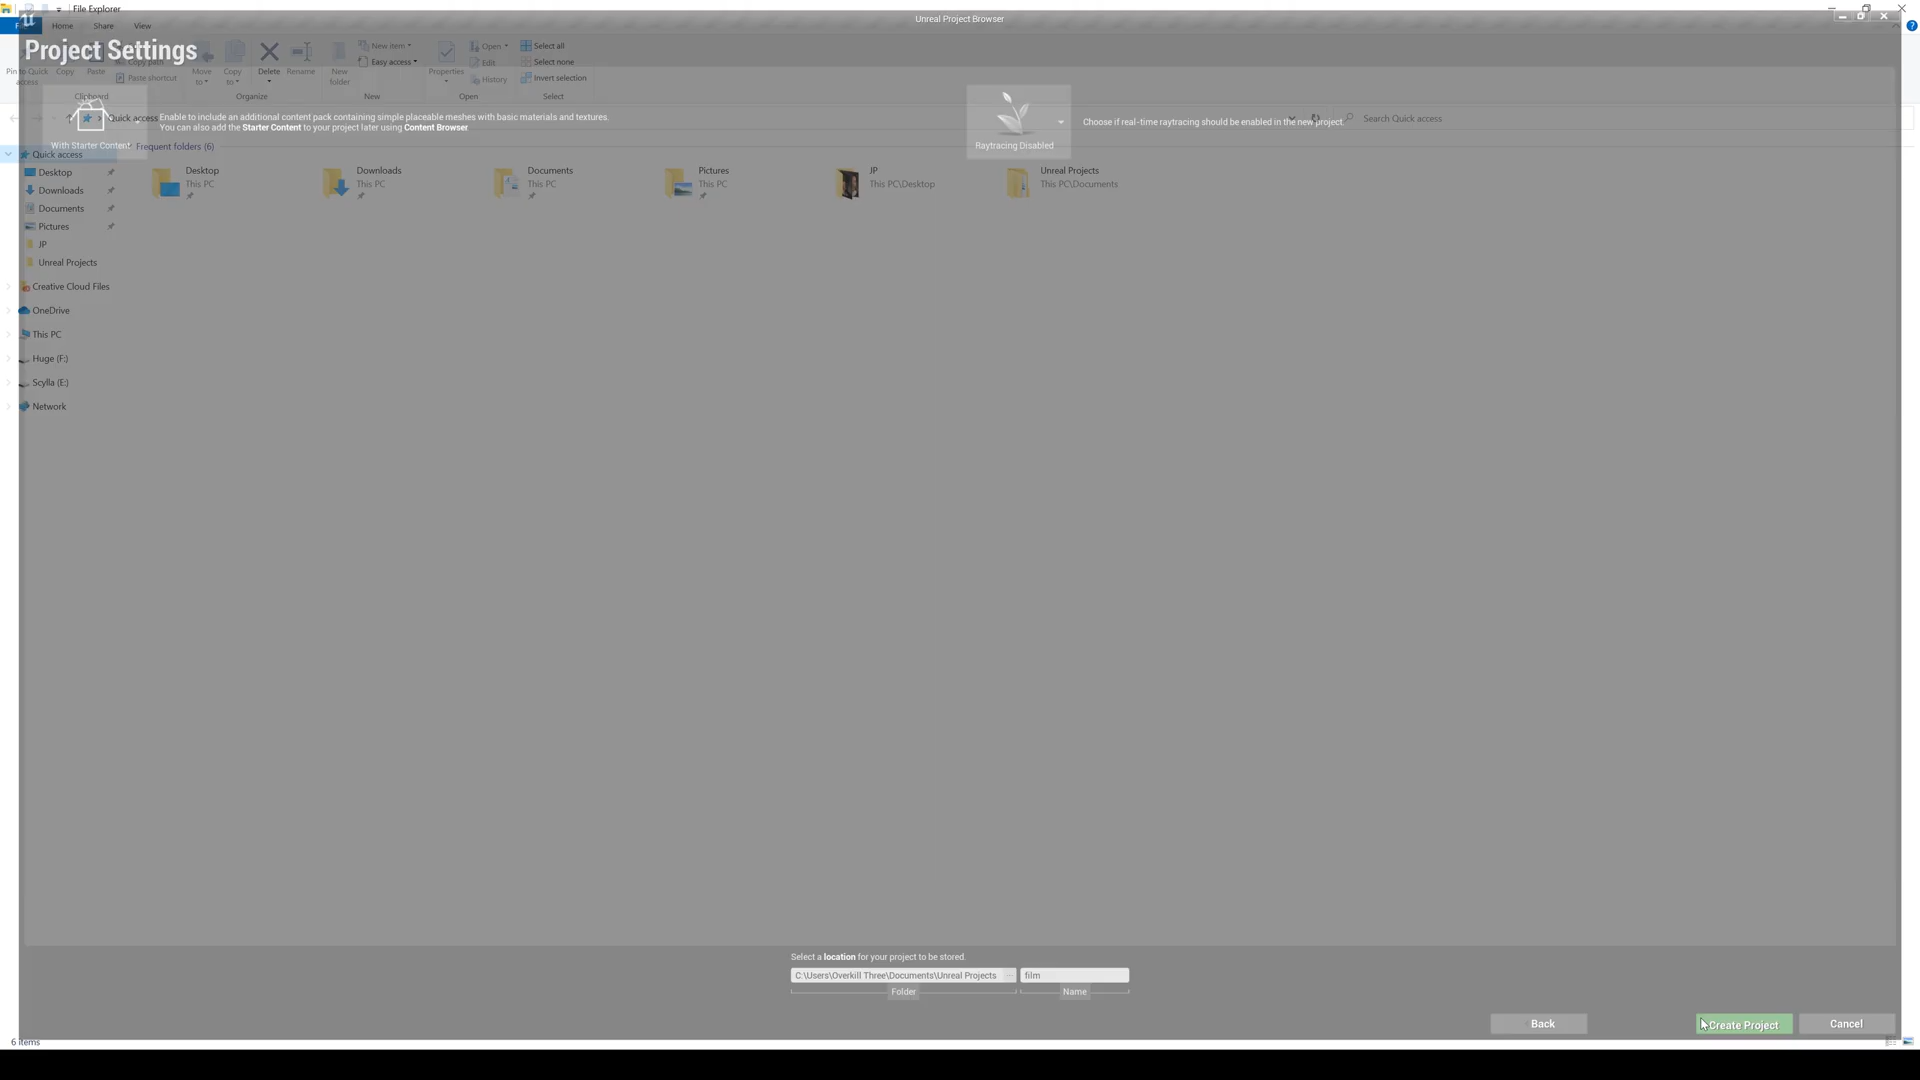 File Explorer
Unreal Project Browser
Home
Share
View
Project Settings
Pin to Quick access
Copy
Paste
Copy path
Paste shortcut
Clipboard
Move to
Copy to
Delete
Rename
Organize
New folder
New item
Easy access
New
Properties
Open
Edit
History
Open
Select all
Select none
Invert selection
Select
Quick access
Search Quick access
With Starter Content
Enable to include an additional content pack containing simple placeable meshes with basic materials and textures.
You can also add the Starter Content to your project later using Content Browser
Raytracing Disabled
Choose if real-time raytracing should be enabled in the new project.
Frequent folders (6)
Quick access
Desktop
Downloads
Documents
Pictures
JP
Unreal Projects
Creative Cloud Files
OneDrive
This PC
Huge (F:)
Scylla (E:)
Network
Desktop
This PC
Downloads
This PC
Documents
This PC
Pictures
This PC
JP
This PC\Desktop
Unreal Projects
This PC\Documents
Select a location for your project to be stored.
C:\Users\Overkill Three\Documents\Unreal Projects
film
Folder
Name
Back
Create Project
Cancel
6 items